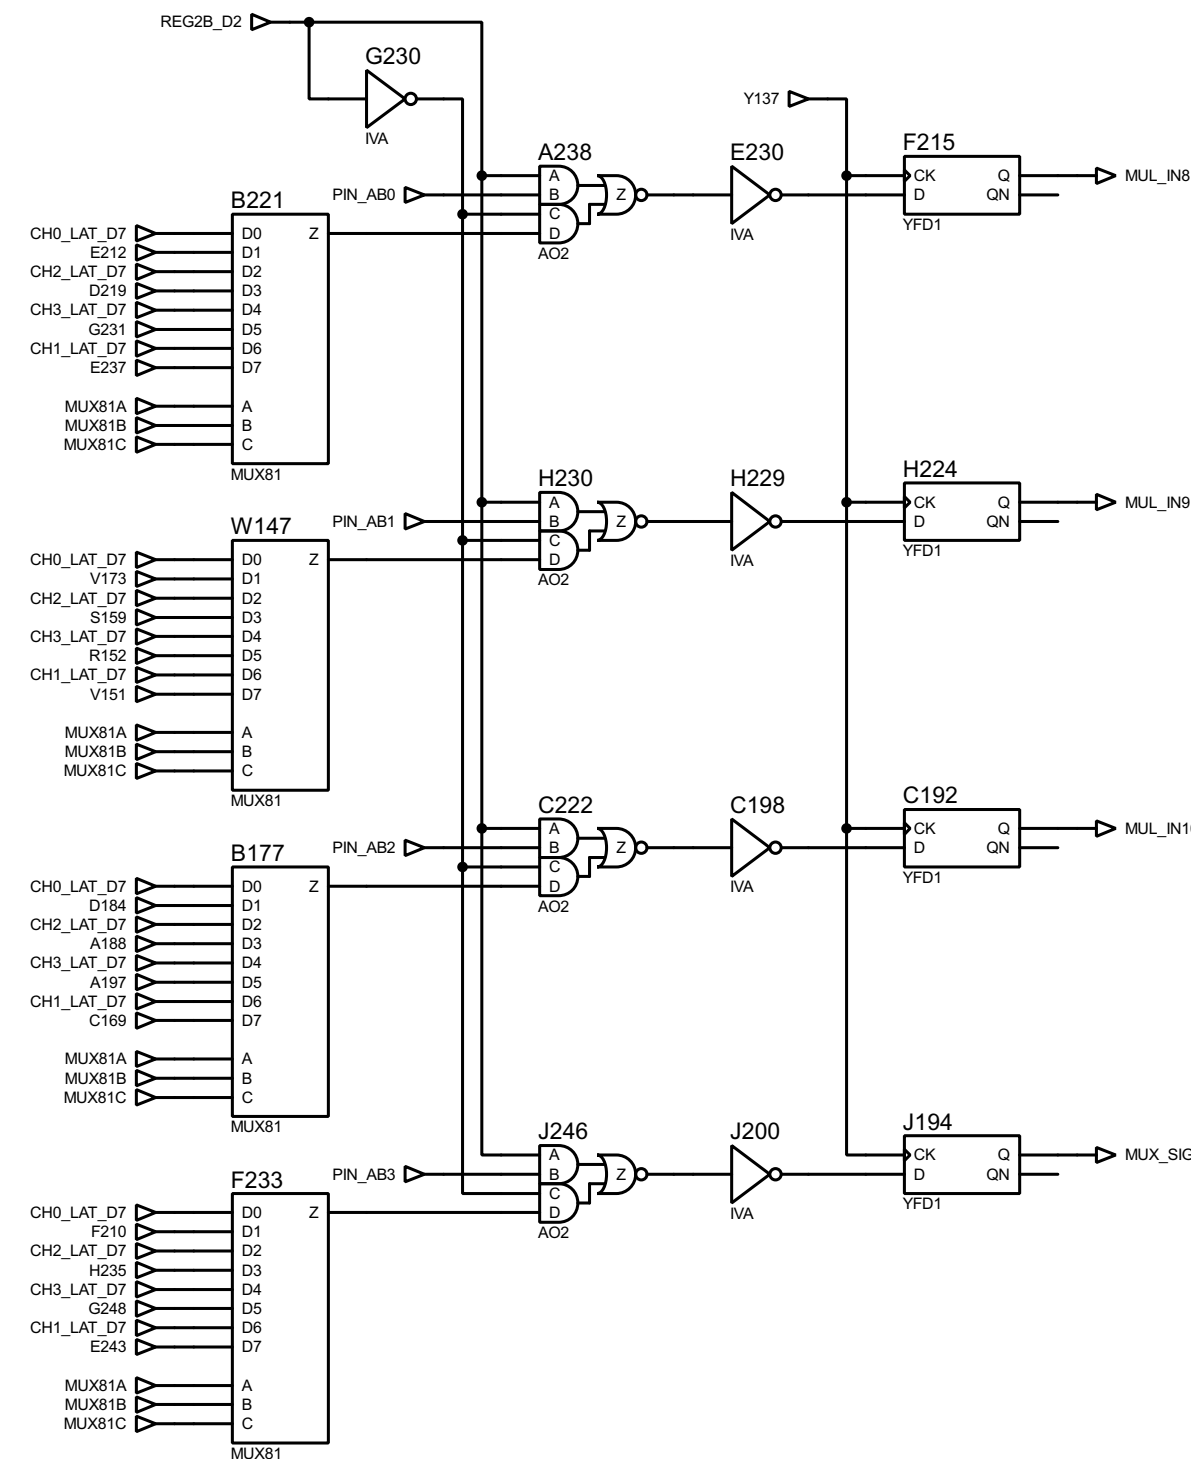 REG2B_D2
G230
IVA
Y137
A238
E230
F215
PIN_AB0
A
B
C
D
Z
CK Q
D QN
MUL_IN8
AO2
IVA
YFD1
B221
CH0_LAT_D7 D0 Z
E212 D1
CH2_LAT_D7 D2
D219 D3
CH3_LAT_D7 D4
G231 D5
CH1_LAT_D7 D6
E237 D7
MUX81A A
MUX81B B
MUX81C C
MUX81
H230
H229
H224
PIN_AB1
A
B
C
D
Z
CK Q
D QN
MUL_IN9
AO2
IVA
YFD1
W147
CH0_LAT_D7 D0 Z
V173 D1
CH2_LAT_D7 D2
S159 D3
CH3_LAT_D7 D4
R152 D5
CH1_LAT_D7 D6
V151 D7
MUX81A A
MUX81B B
MUX81C C
MUX81
C222
C198
C192
PIN_AB2
A
B
C
D
Z
CK Q
D QN
MUL_IN1
AO2
IVA
YFD1
B177
CH0_LAT_D7 D0 Z
D184 D1
CH2_LAT_D7 D2
A188 D3
CH3_LAT_D7 D4
A197 D5
CH1_LAT_D7 D6
C169 D7
MUX81A A
MUX81B B
MUX81C C
MUX81
J246
J200
J194
PIN_AB3
A
B
C
D
Z
CK Q
D QN
MUX_SIG
AO2
IVA
YFD1
F233
CH0_LAT_D7 D0 Z
F210 D1
CH2_LAT_D7 D2
H235 D3
CH3_LAT_D7 D4
G248 D5
CH1_LAT_D7 D6
E243 D7
MUX81A A
MUX81B B
MUX81C C
MUX81